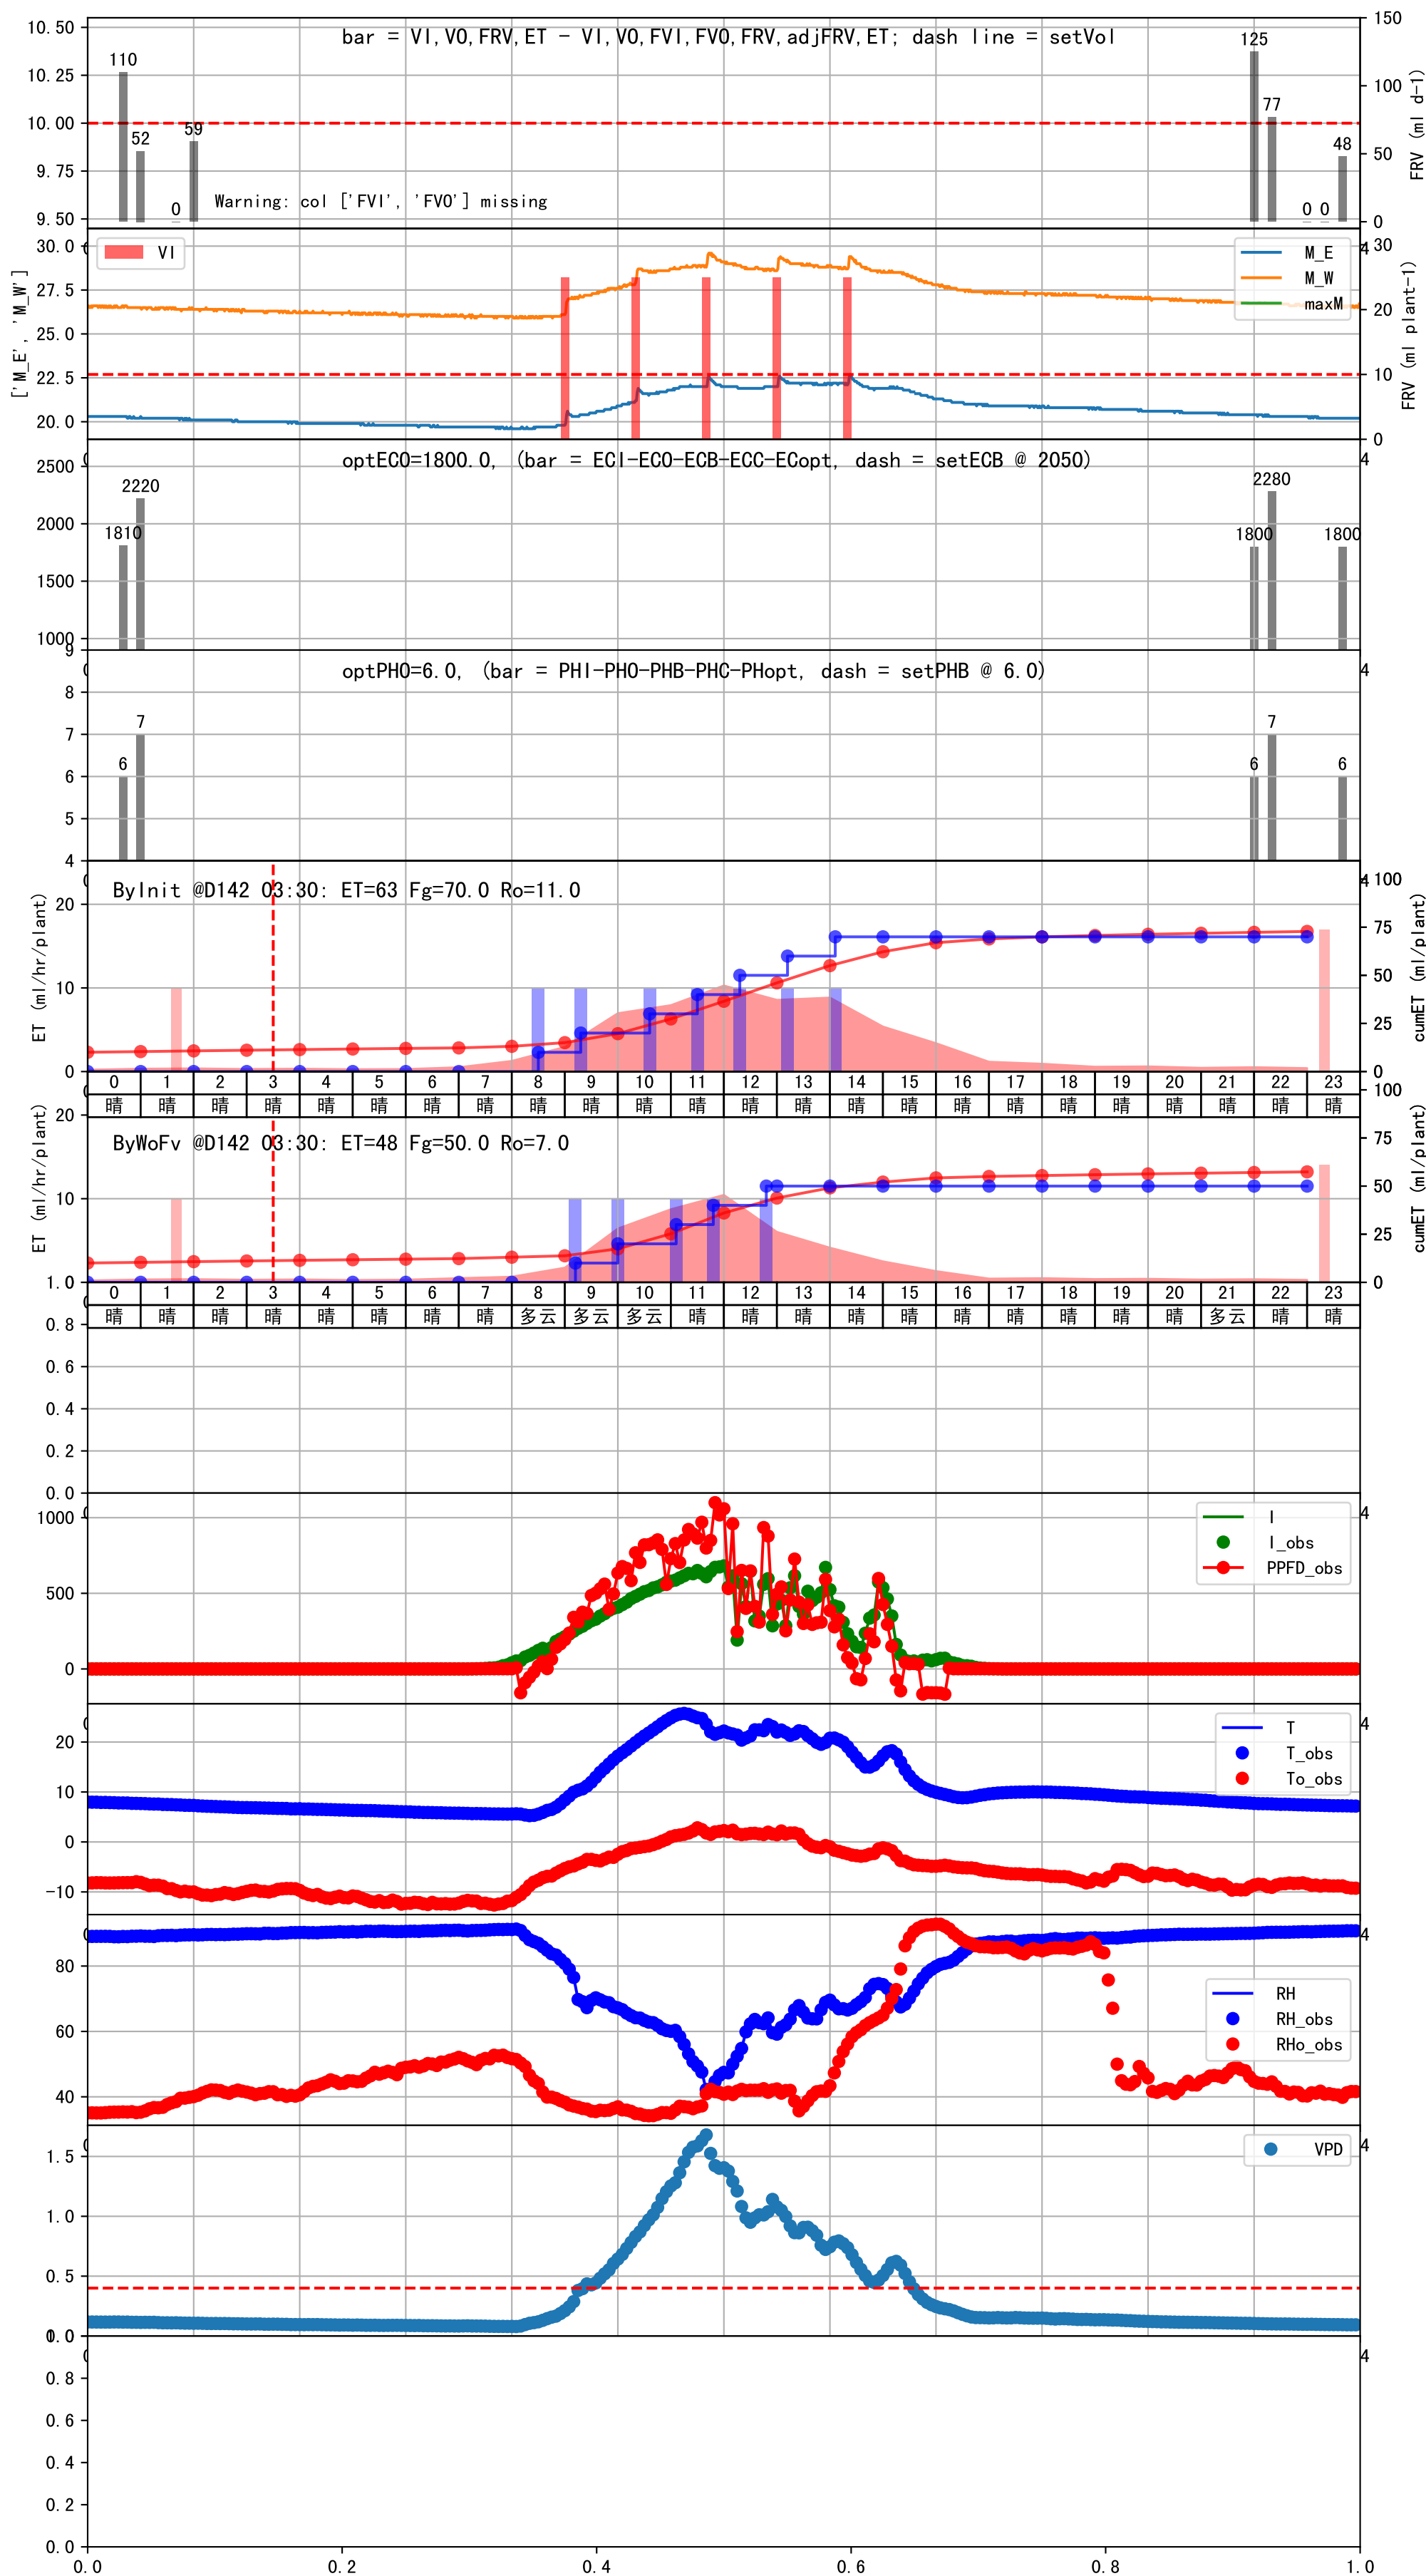 bar = VI,VO,FRV,ET - VI,VO,FVI,FVO,FRV,adjFRV,ET; dash line = setVol
10.50
10.25
10.00
9.75
9.50
110
52
0
59
125
77
0
0
48
Warning: col ['FVI', 'FVO'] missing
150
100
50
0
FRV (ml d-1)
['M_E', 'M_W']
30.0
27.5
25.0
22.5
20.0
VI
M_E
M_W
maxM
30
20
10
0
FRV (ml plant-1)
optECO=1800.0, (bar = ECI-ECO-ECB-ECC-ECopt, dash = setECB @ 2050)
2500
2000
1500
1000
1810
2220
1800
2280
1800
4
optPHO=6.0, (bar = PHI-PHO-PHB-PHC-PHopt, dash = setPHB @ 6.0)
9
8
7
6
5
4
6
7
6
7
6
4
ByInit @D142 03:30: ET=63 Fg=70.0 Ro=11.0
ET (ml/hr/plant)
20
10
0
100
75
50
25
0
cumET (ml/plant)
0 1 2 3 4 5 6 7 8 9 10 11 12 13 14 15 16 17 18 19 20 21 22 23
晴 晴 晴 晴 晴 晴 晴 晴 晴 晴 晴 晴 晴 晴 晴 晴 晴 晴 晴 晴 晴 晴 晴 晴
ByWoFv @D142 03:30: ET=48 Fg=50.0 Ro=7.0
ET (ml/hr/plant)
20
10
100
75
50
25
0
cumET (ml/plant)
0 1 2 3 4 5 6 7 8 9 10 11 12 13 14 15 16 17 18 19 20 21 22 23
晴 晴 晴 晴 晴 晴 晴 晴 多云 多云 多云 晴 晴 晴 晴 晴 晴 晴 晴 晴 晴 多云 晴 晴
1.0
0.8
0.6
0.4
0.2
0.0
1000
500
0
I
I_obs
PPFD_obs
4
20
10
0
-10
T
T_obs
To_obs
4
80
60
40
RH
RH_obs
RHo_obs
4
1.5
1.0
0.5
0.0
VPD
4
0.8
0.6
0.4
0.2
0.0
4
0.0 0.2 0.4 0.6 0.8 1.0